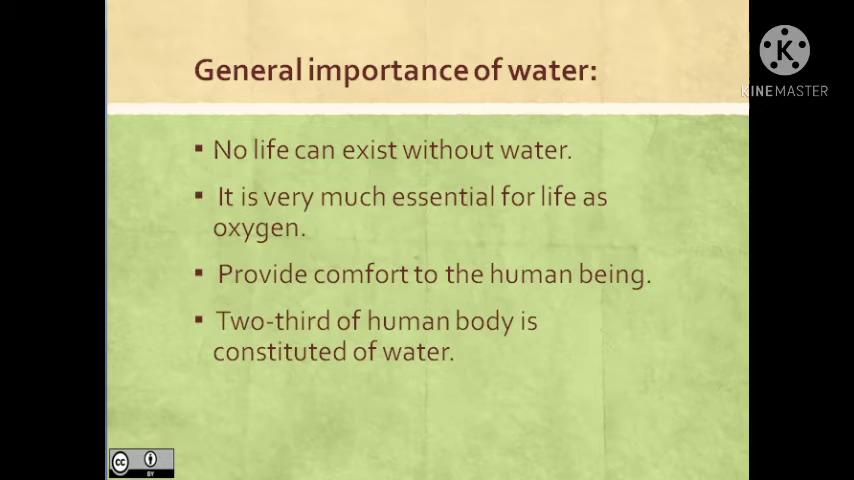 General importance of water:
K
KINEMASTER
▪ No life can exist without water.
▪ It is very much essential for life as
oxygen.
▪ Provide comfort to the human being.
▪ Two-third of human body is
constituted of water.
cc
BY